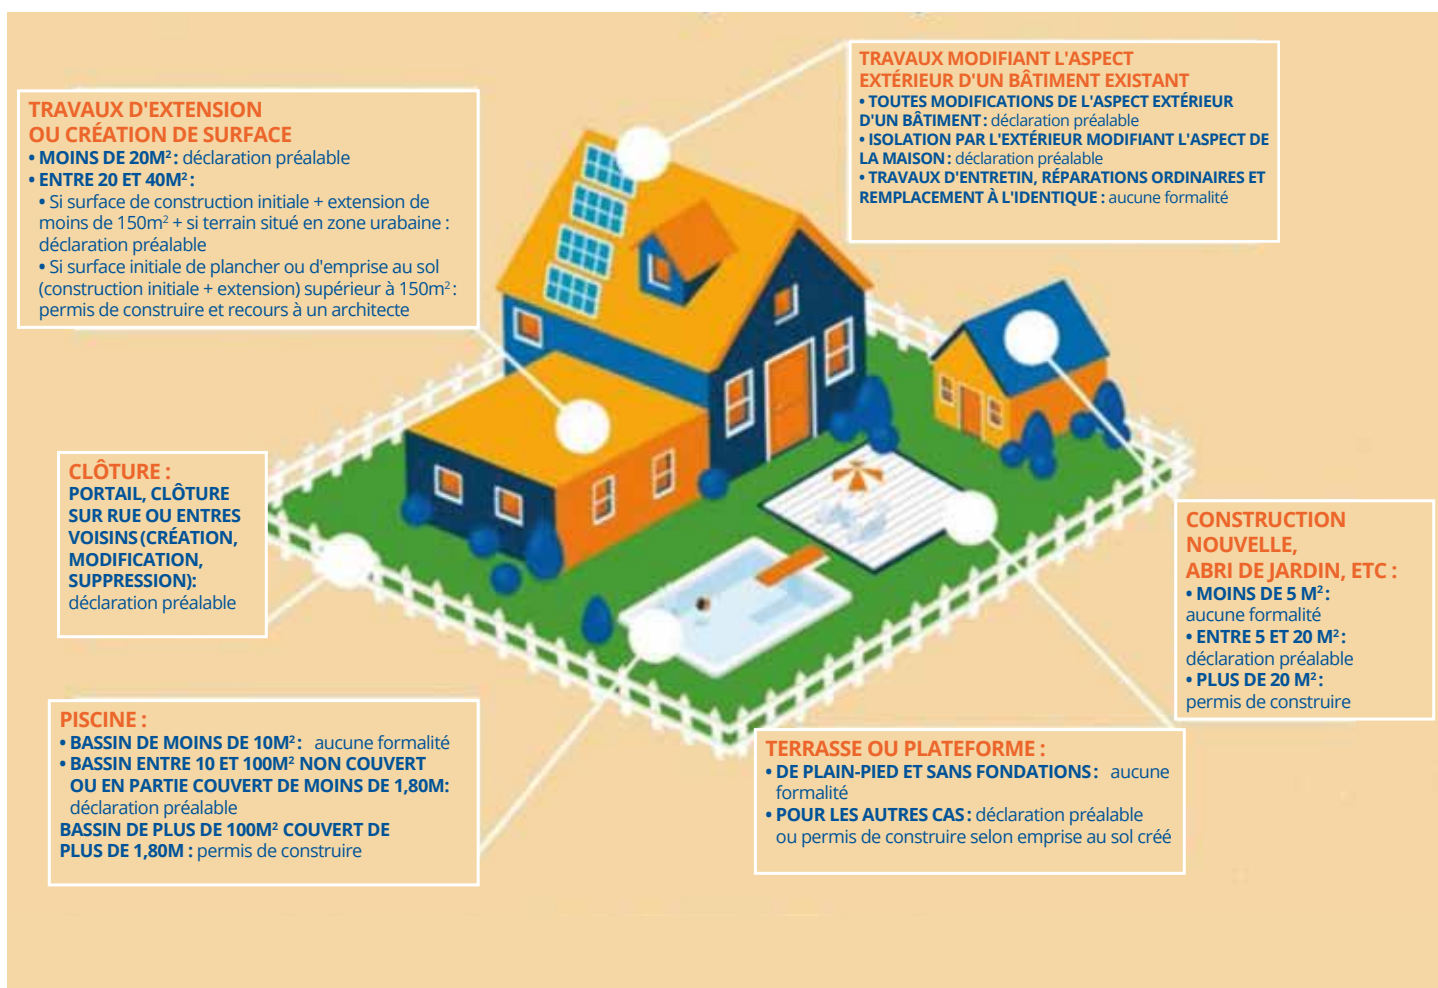 TRAVAUX D'EXTENSION
OU CRÉATION DE SURFACE
• MOINS DE 20M² : déclaration préalable
• ENTRE 20 ET 40M² :
• Si surface de construction initiale + extension de
moins de 150m² + si terrain situé en zone urabaine :
déclaration préalable
• Si surface initiale de plancher ou d'emprise au sol
(construction initiale + extension) supérieur à 150m² :
permis de construire et recours à un architecte
TRAVAUX MODIFIANT L'ASPECT
EXTÉRIEUR D'UN BÂTIMENT EXISTANT
• TOUTES MODIFICATIONS DE L'ASPECT EXTÉRIEUR
D'UN BÂTIMENT : déclaration préalable
• ISOLATION PAR L'EXTÉRIEUR MODIFIANT L'ASPECT DE
LA MAISON : déclaration préalable
• TRAVAUX D'ENTRETIN, RÉPARATIONS ORDINAIRES ET
REMPLACEMENT À L'IDENTIQUE : aucune formalité
CLÔTURE :
PORTAIL, CLÔTURE
SUR RUE OU ENTRES
VOISINS (CRÉATION,
MODIFICATION,
SUPPRESSION):
déclaration préalable
CONSTRUCTION
NOUVELLE,
ABRI DE JARDIN, ETC :
• MOINS DE 5 M² :
aucune formalité
• ENTRE 5 ET 20 M² :
déclaration préalable
• PLUS DE 20 M² :
permis de construire
PISCINE :
• BASSIN DE MOINS DE 10M² : aucune formalité
• BASSIN ENTRE 10 ET 100M² NON COUVERT
OU EN PARTIE COUVERT DE MOINS DE 1,80M:
déclaration préalable
BASSIN DE PLUS DE 100M² COUVERT DE
PLUS DE 1,80M : permis de construire
TERRASSE OU PLATEFORME :
• DE PLAIN-PIED ET SANS FONDATIONS : aucune
formalité
• POUR LES AUTRES CAS : déclaration préalable
ou permis de construire selon emprise au sol créé